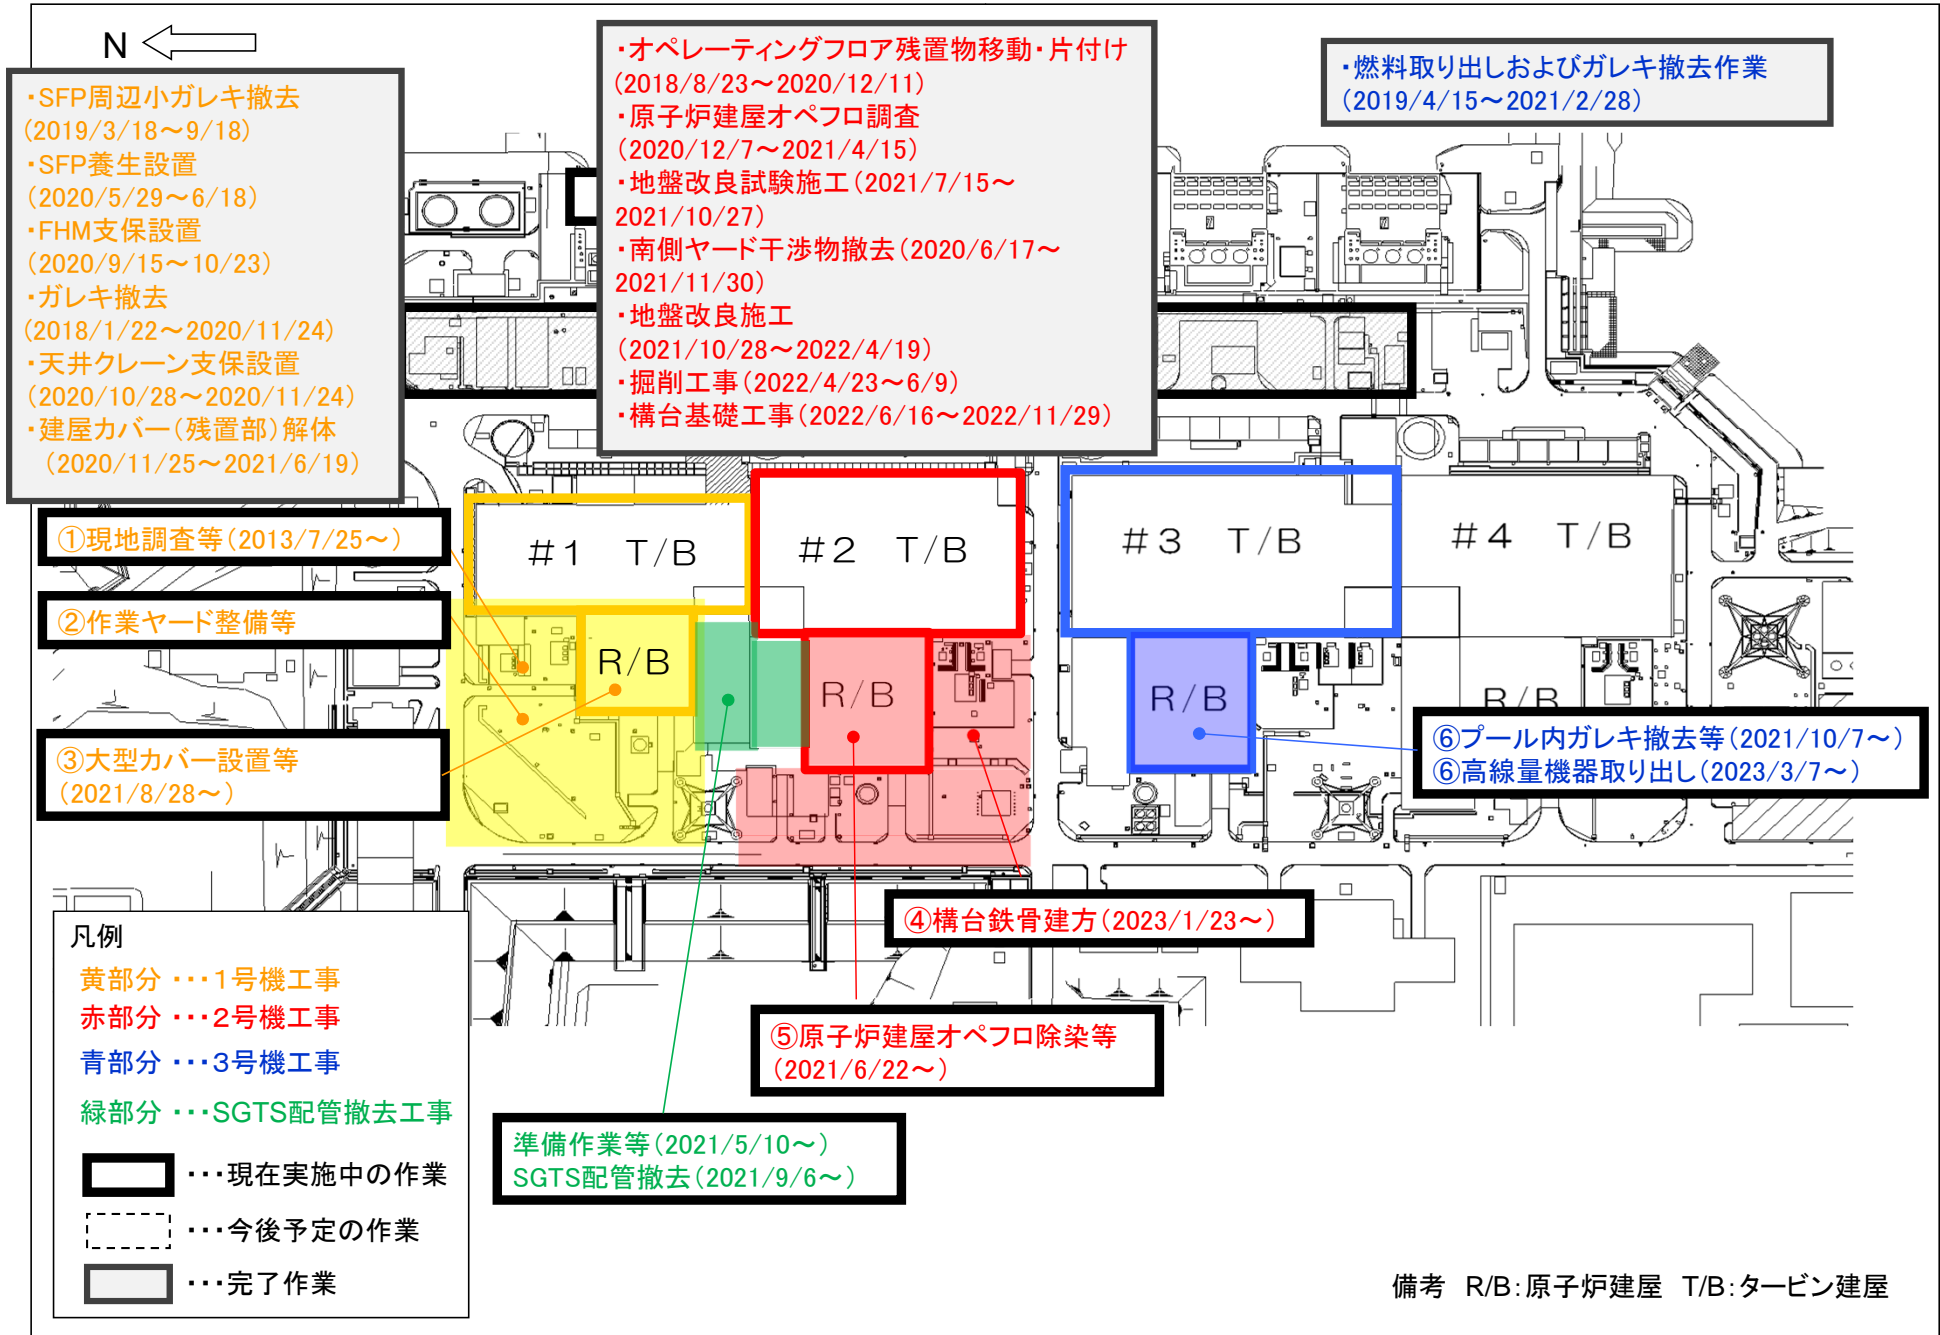 N
・SFP周辺小ガレキ撤去
(2019/3/18～9/18)
・SFP養生設置
(2020/5/29～6/18)
・FHM支保設置
(2020/9/15～10/23)
・ガレキ撤去
(2018/1/22～2020/11/24)
・天井クレーン支保設置
(2020/10/28～2020/11/24)
・建屋カバー(残置部)解体
(2020/11/25～2021/6/19)
・オペレーティングフロア残置物移動・片付け
(2018/8/23～2020/12/11)
・原子炉建屋オペフロ調査
(2020/12/7～2021/4/15)
・地盤改良試験施工(2021/7/15～
2021/10/27)
・南側ヤード干渉物撤去(2020/6/17～
2021/11/30)
・地盤改良施工
(2021/10/28～2022/4/19)
・掘削工事(2022/4/23～6/9)
・構台基礎工事(2022/6/16～2022/11/29)
・燃料取り出しおよびガレキ撤去作業
(2019/4/15～2021/2/28)
①現地調査等(2013/7/25～)
②作業ヤード整備等
③大型カバー設置等
(2021/8/28～)
#1 T/B
#2 T/B
#3 T/B
#4 T/B
R/B
R/B
R/B
R/B
⑥プール内ガレキ撤去等(2021/10/7～)
⑥高線量機器取り出し(2023/3/7～)
④構台鉄骨建方(2023/1/23～)
⑤原子炉建屋オペフロ除染等
(2021/6/22～)
準備作業等(2021/5/10～)
SGTS配管撤去(2021/9/6～)
凡例
黄部分 ・・・1号機工事
赤部分 ・・・2号機工事
青部分 ・・・3号機工事
緑部分 ・・・SGTS配管撤去工事
・・・現在実施中の作業
・・・今後予定の作業
・・・完了作業
備考 R/B:原子炉建屋 T/B:タービン建屋